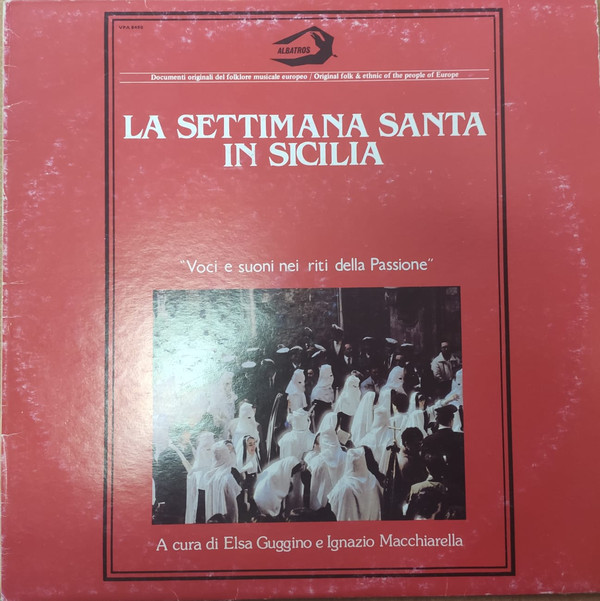 ALBATROS
Documenti originali del folklore musicale europeo / Original folk & ethnic of the people of Europe
LA SETTIMANA SANTA
IN SICILIA
"Voci e suoni nei riti della Passione"
A cura di Elsa Guggino e Ignazio Macchiarella